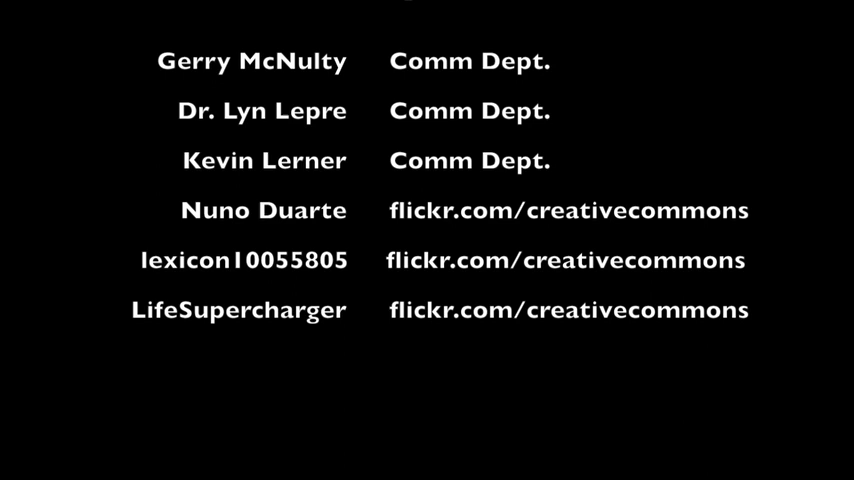 Gerry McNulty Comm Dept.
Dr. Lyn Lepre Comm Dept.
Kevin Lerner Comm Dept.
Nuno Duarte flickr.com/creativecommons
lexicon10055805 flickr.com/creativecommons
LifeSupercharger flickr.com/creativecommons